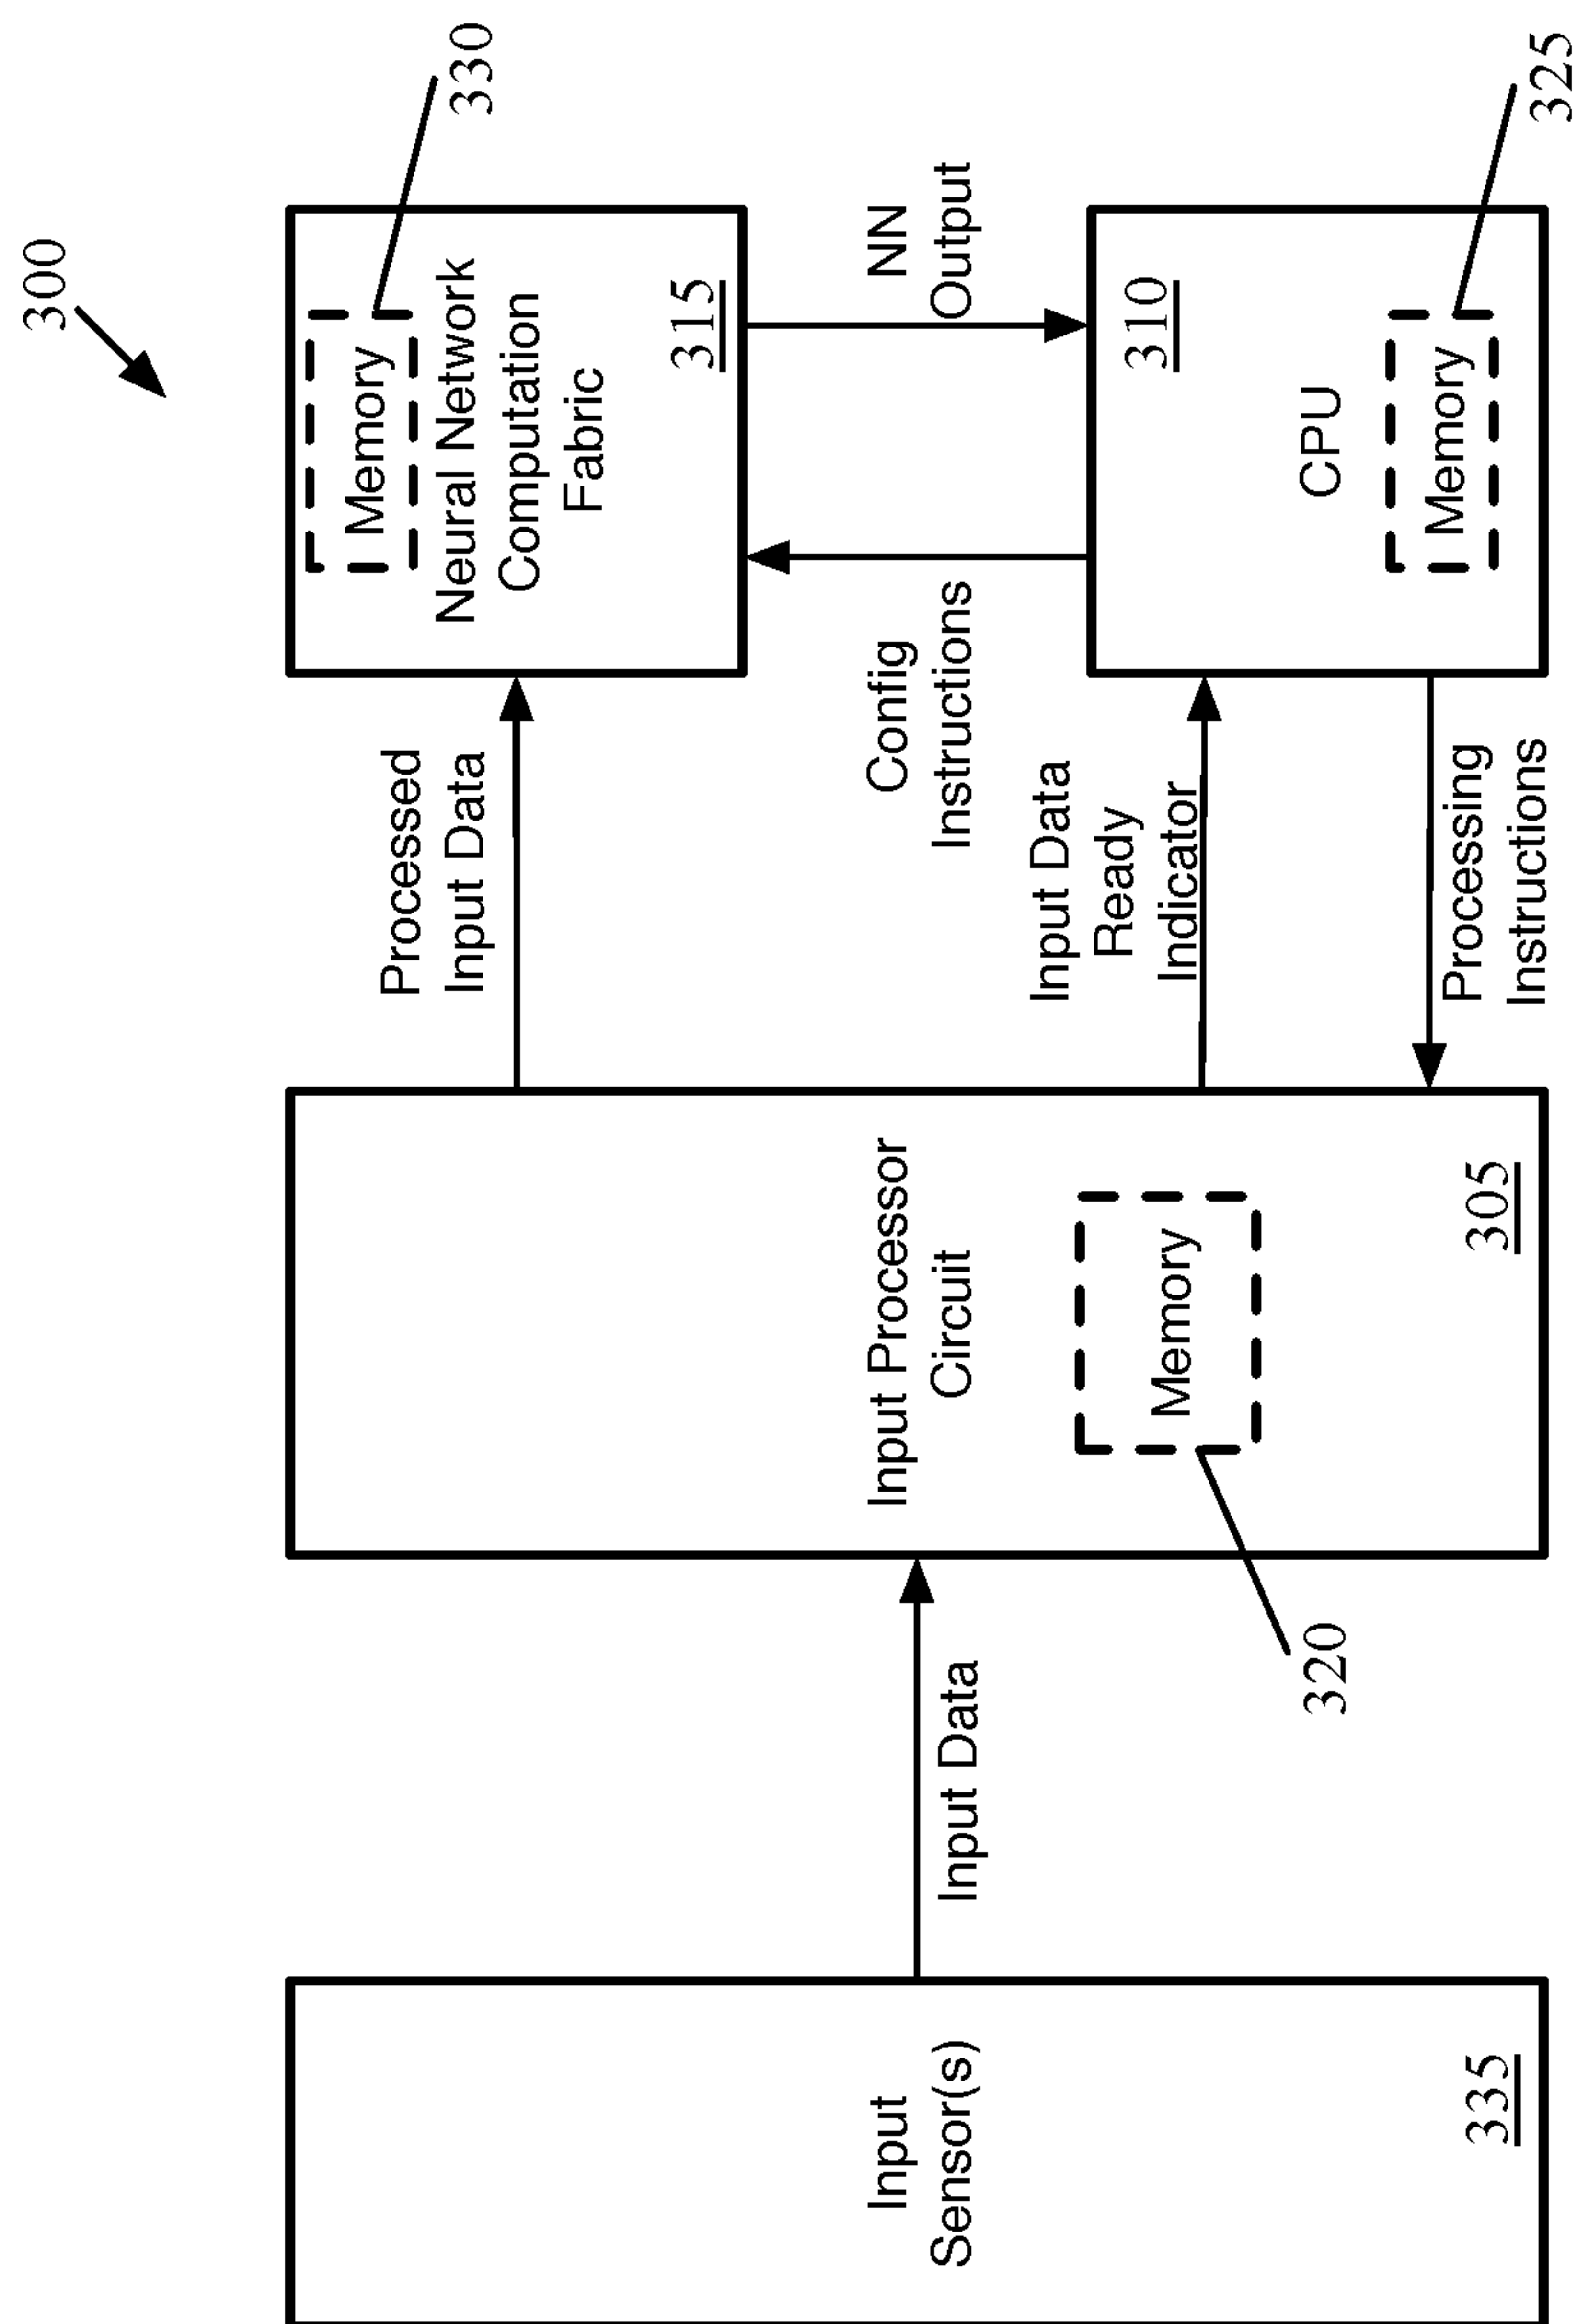 300
Input
Sensor(s)
335
Input Data
Input Processor
Circuit
Memory
305
320
Processed
Input Data
Input Data
Ready
Indicator
Processing
Instructions
Memory
Neural Network
Computation
Fabric
315
330
Config
Instructions
NN
Output
310
CPU
Memory
325